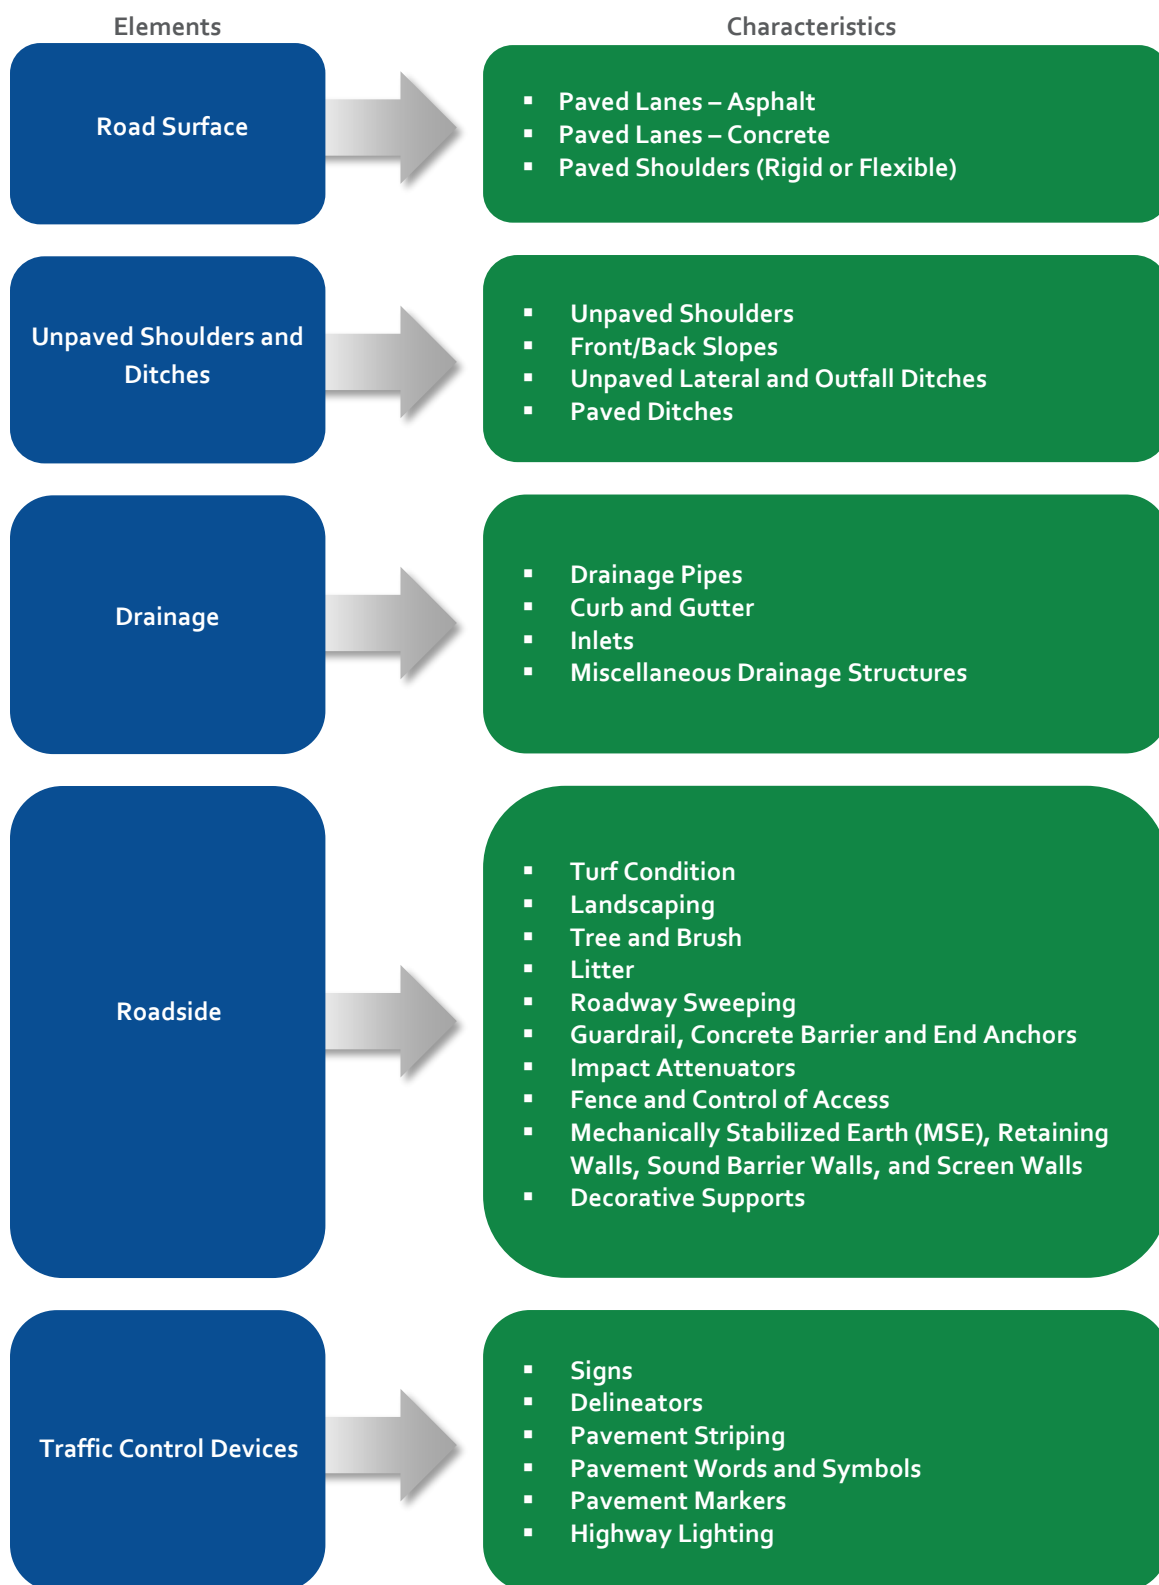 Elements
Characteristics
Road Surface
▪ Paved Lanes – Asphalt
▪ Paved Lanes – Concrete
▪ Paved Shoulders (Rigid or Flexible)
Unpaved Shoulders and
Ditches
▪ Unpaved Shoulders
▪ Front/Back Slopes
▪ Unpaved Lateral and Outfall Ditches
▪ Paved Ditches
Drainage
▪ Drainage Pipes
▪ Curb and Gutter
▪ Inlets
▪ Miscellaneous Drainage Structures
Roadside
▪ Turf Condition
▪ Landscaping
▪ Tree and Brush
▪ Litter
▪ Roadway Sweeping
▪ Guardrail, Concrete Barrier and End Anchors
▪ Impact Attenuators
▪ Fence and Control of Access
▪ Mechanically Stabilized Earth (MSE), Retaining
Walls, Sound Barrier Walls, and Screen Walls
▪ Decorative Supports
Traffic Control Devices
▪ Signs
▪ Delineators
▪ Pavement Striping
▪ Pavement Words and Symbols
▪ Pavement Markers
▪ Highway Lighting